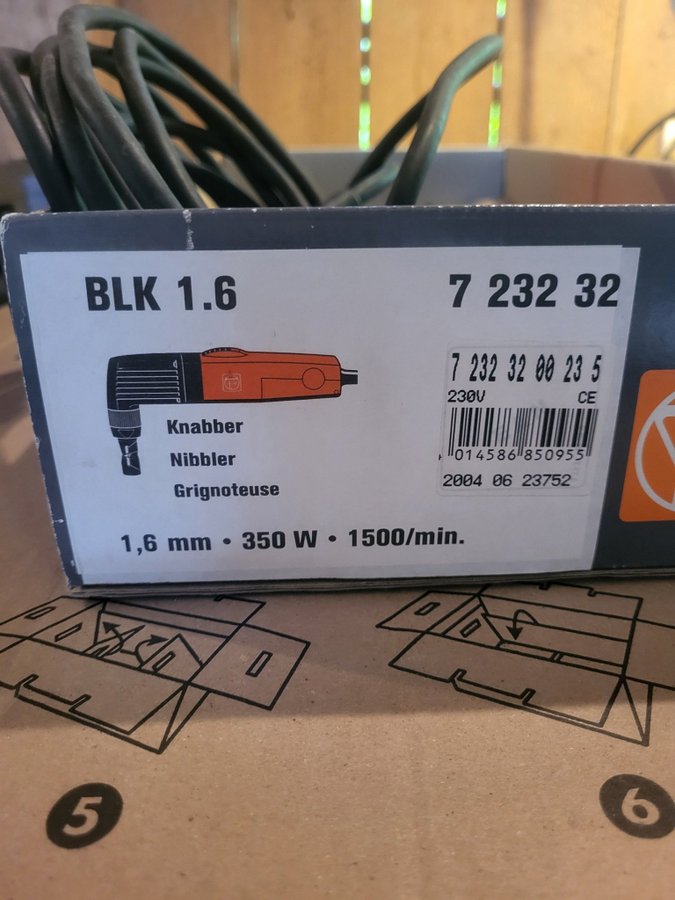 BLK 1.6
7 232 32
7 232 32 00 23 5
230V CE
014586 850955
2004 06 23752
Knabber
Nibbler
Grignoteuse
1,6 mm • 350 W • 1500/min.
5
6